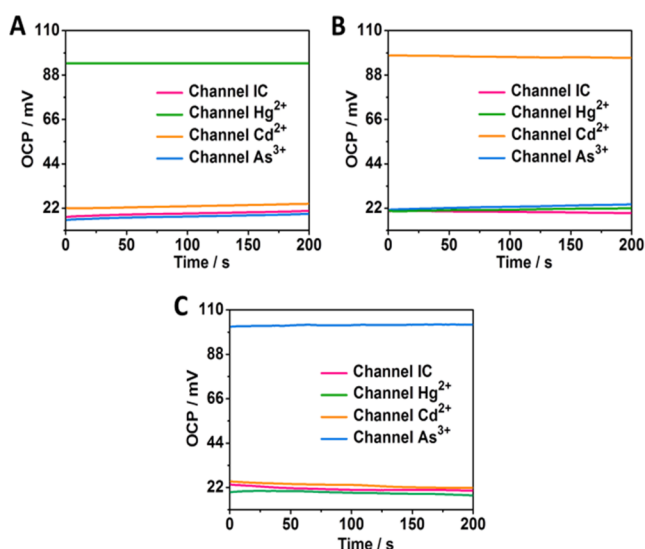 A
110
88
66
44
22
OCP / mV
Channel IC
Channel Hg2+
Channel Cd2+
Channel As3+
0 50 100 150 200
Time / s
B
110
88
66
44
22
OCP / mV
Channel IC
Channel Hg2+
Channel Cd2+
Channel As3+
0 50 100 150 200
Time / s
C
110
88
66
44
22
OCP / mV
Channel IC
Channel Hg2+
Channel Cd2+
Channel As3+
0 50 100 150 200
Time / s